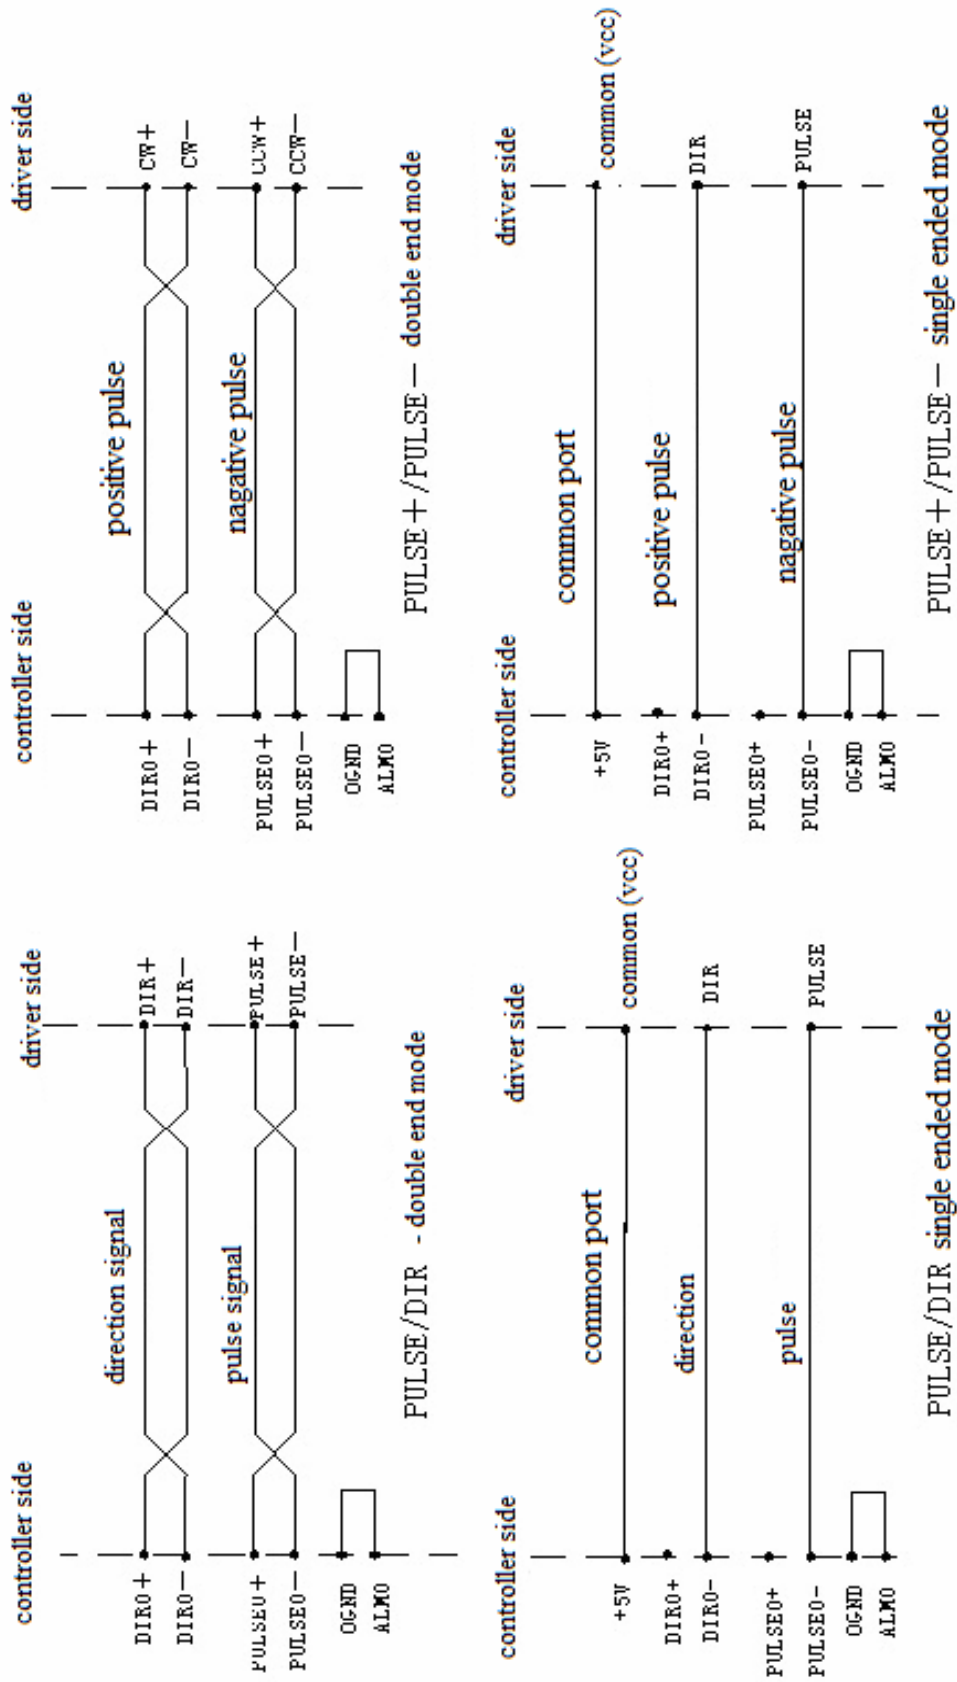 controller side
driver side
DIR0+
direction signal
DIR+
DIR0—
DIR—
PULSE0+
pulse signal
PULSE+
PULSE0—
PULSE—
OGND
ALM0
PULSE/DIR - double end mode
controller side
driver side
DIR0+
positive pulse
CW+
DIR0—
CW—
PULSE0+
nagative pulse
CCW+
PULSE0—
CCW—
OGND
ALM0
PULSE+/PULSE— double end mode
controller side
driver side
+5V
common port
common (vcc)
DIR0+
direction
DIR0-
DIR
PULSE0+
pulse
PULSE0-
PULSE
OGND
ALM0
PULSE/DIR single ended mode
controller side
driver side
+5V
common port
common (vcc)
DIR0+
positive pulse
DIR0-
DIR
PULSE0+
nagative pulse
PULSE0-
PULSE
OGND
ALM0
PULSE+/PULSE— single ended mode